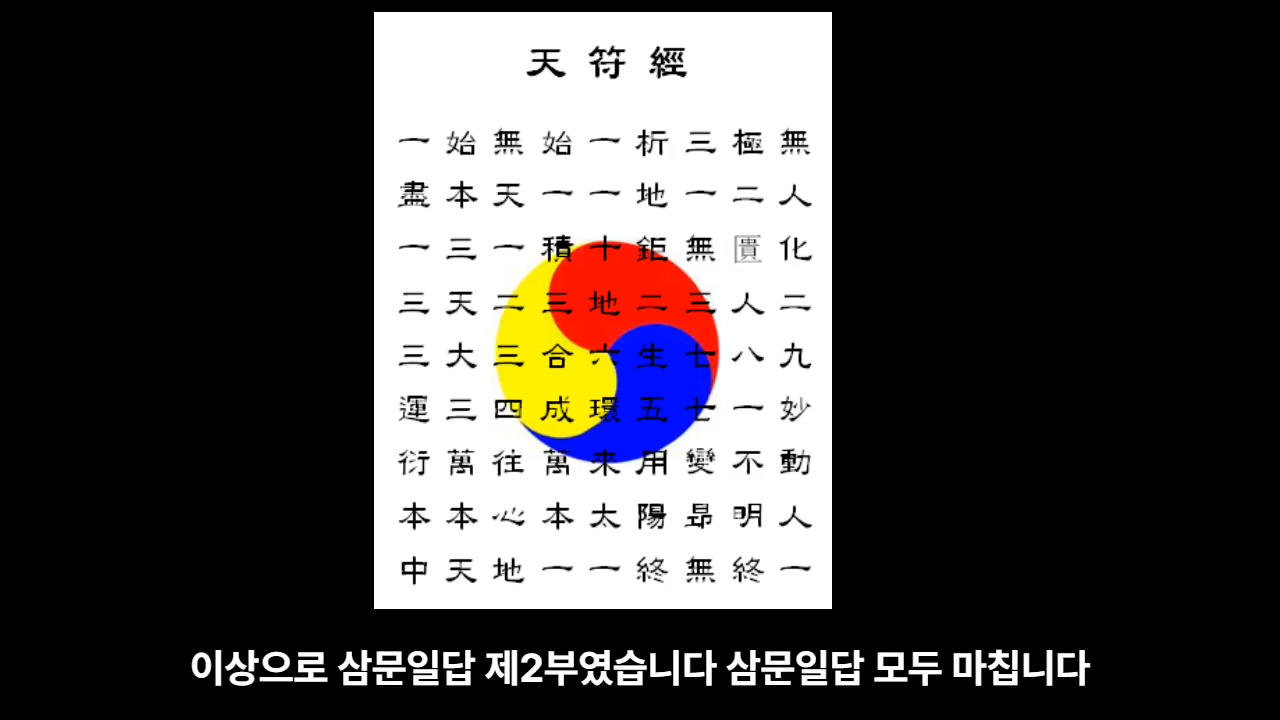 天符經
一始無始一析三極無
盡本天一一地一二人
一三一積十鉅無匱化
三天二三地二三人二
三大三合六生七八九
運三四成環五七一妙
衍萬往萬來用變不動
本本心本太陽昻明人
中天地一一終無終一
이상으로 삼문일답 제2부였습니다 삼문일답 모두 마칩니다